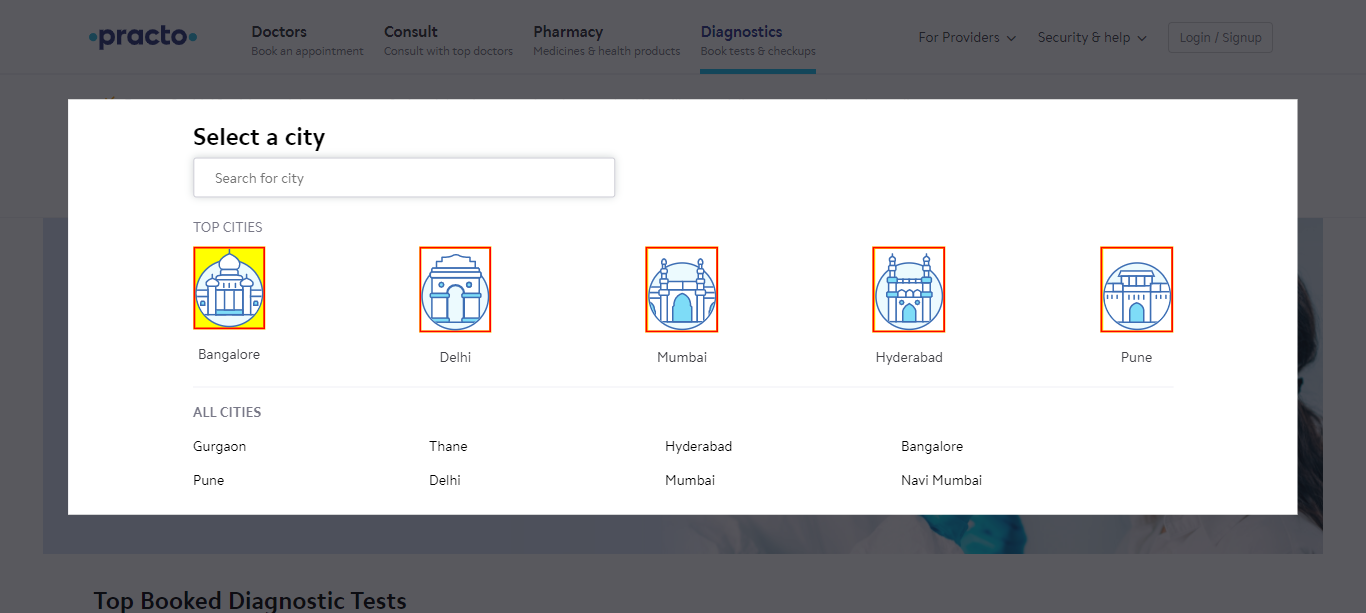 practo
Doctors
Book an appointment
Consult
Consult with top doctors
Pharmacy
Medicines & health products
Diagnostics
Book tests & checkups
For Providers
Security & help
Login / Signup
Select a city
Search for city
TOP CITIES
Bangalore
Delhi
Mumbai
Hyderabad
Pune
ALL CITIES
Gurgaon
Thane
Hyderabad
Bangalore
Pune
Delhi
Mumbai
Navi Mumbai
Top Booked Diagnostic Tests